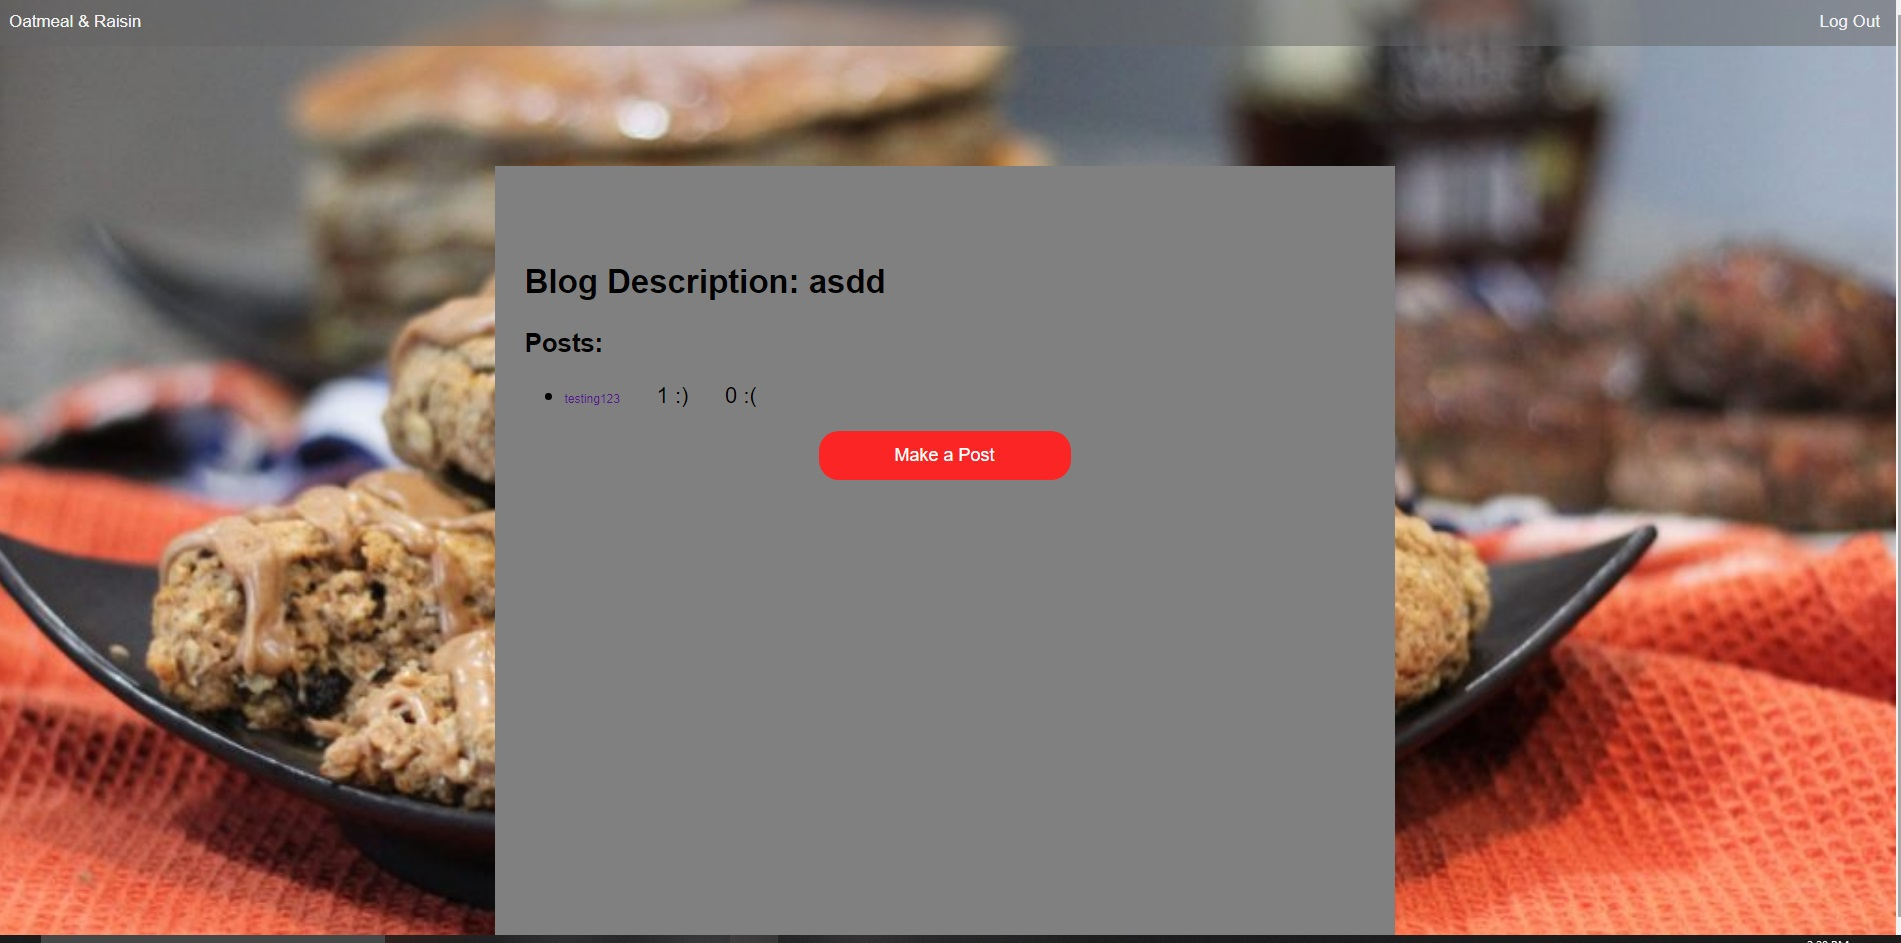 Oatmeal & Raisin Log Out
Blog Description: asdd
Posts:
testing123 1 :) 0 :(
Make a Post